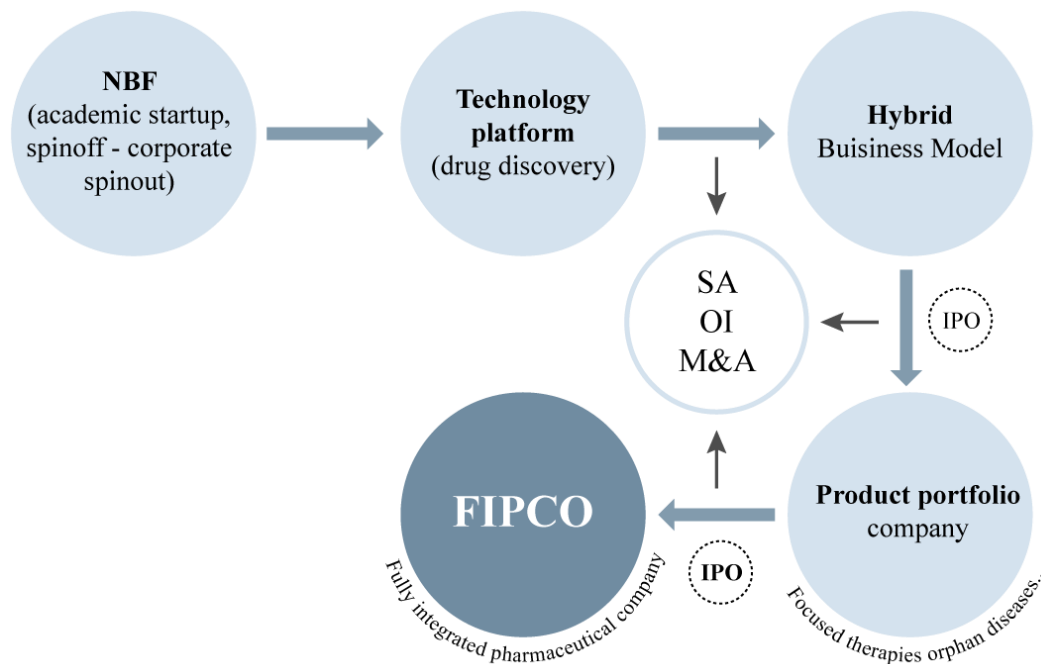 NBF
(academic startup,
spinoff - corporate
spinout)
Technology
platform
(drug discovery)
Hybrid
Buisiness Model
SA
OI
M&A
IPO
FIPCO
Fully integrated pharmaceutical company
IPO
Product portfolio
company
Focused therapies orphan diseases..